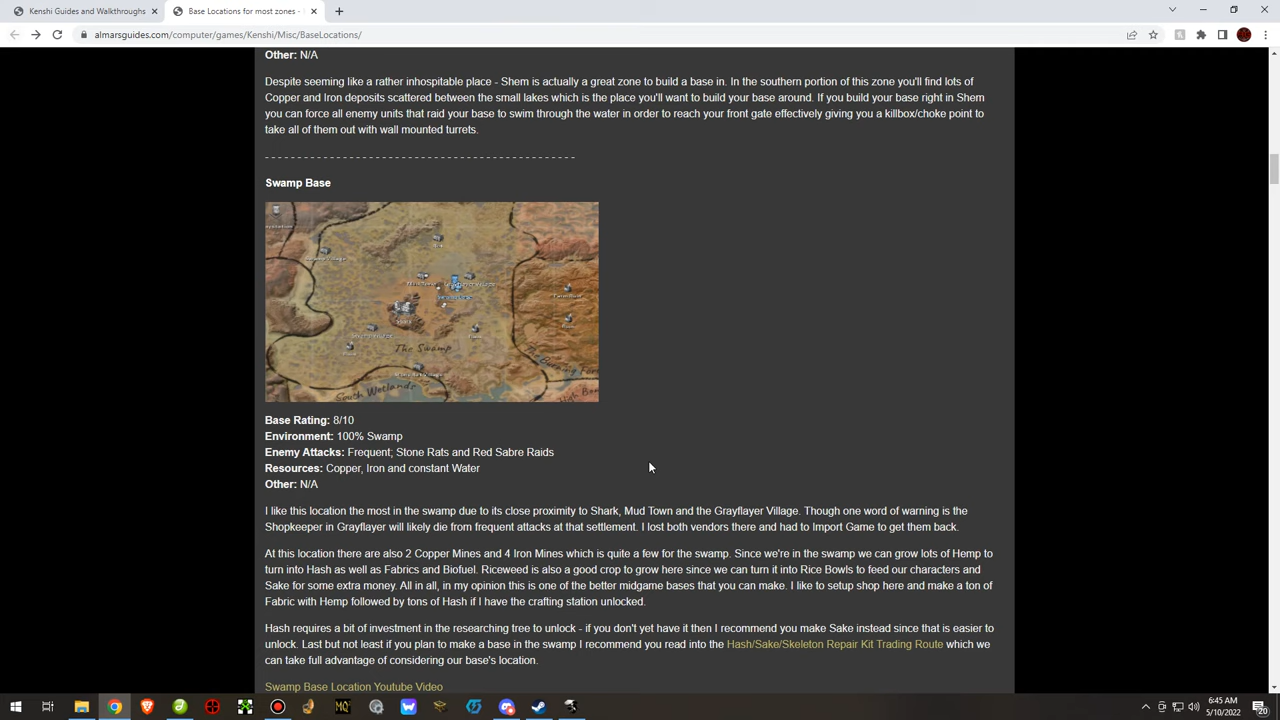 Kenshi Guides and Walkthroughs
Base Locations for most zones -
almarsguides.com/computer/games/Kenshi/Misc/BaseLocations/
Other: N/A
Despite seeming like a rather inhospitable place - Shem is actually a great zone to build a base in. In the southern portion of this zone you'll find lots of
Copper and Iron deposits scattered between the small lakes which is the place you'll want to build your base around. If you build your base right in Shem
you can force all enemy units that raid your base to swim through the water in order to reach your front gate effectively giving you a killbox/choke point to
take all of them out with wall mounted turrets.
- - - - - - - - - - - - - - - - - - - - - - - - - - - - - - - - - - - - - - - - - - - - - - -
Swamp Base
Shark
The Swamp
South Wetlands
Base Rating: 8/10
Environment: 100% Swamp
Enemy Attacks: Frequent; Stone Rats and Red Sabre Raids
Resources: Copper, Iron and constant Water
Other: N/A
I like this location the most in the swamp due to its close proximity to Shark, Mud Town and the Grayflayer Village. Though one word of warning is the
Shopkeeper in Grayflayer will likely die from frequent attacks at that settlement. I lost both vendors there and had to Import Game to get them back.
At this location there are also 2 Copper Mines and 4 Iron Mines which is quite a few for the swamp. Since we're in the swamp we can grow lots of Hemp to
turn into Hash as well as Fabrics and Biofuel. Riceweed is also a good crop to grow here since we can turn it into Rice Bowls to feed our characters and
Sake for some extra money. All in all, in my opinion this is one of the better midgame bases that you can make. I like to setup shop here and make a ton of
Fabric with Hemp followed by tons of Hash if I have the crafting station unlocked.
Hash requires a bit of investment in the researching tree to unlock - if you don't yet have it then I recommend you make Sake instead since that is easier to
unlock. Last but not least if you plan to make a base in the swamp I recommend you read into the Hash/Sake/Skeleton Repair Kit Trading Route which we
can take full advantage of considering our base's location.
Swamp Base Location Youtube Video
MQ
6:45 AM
5/10/2022
20